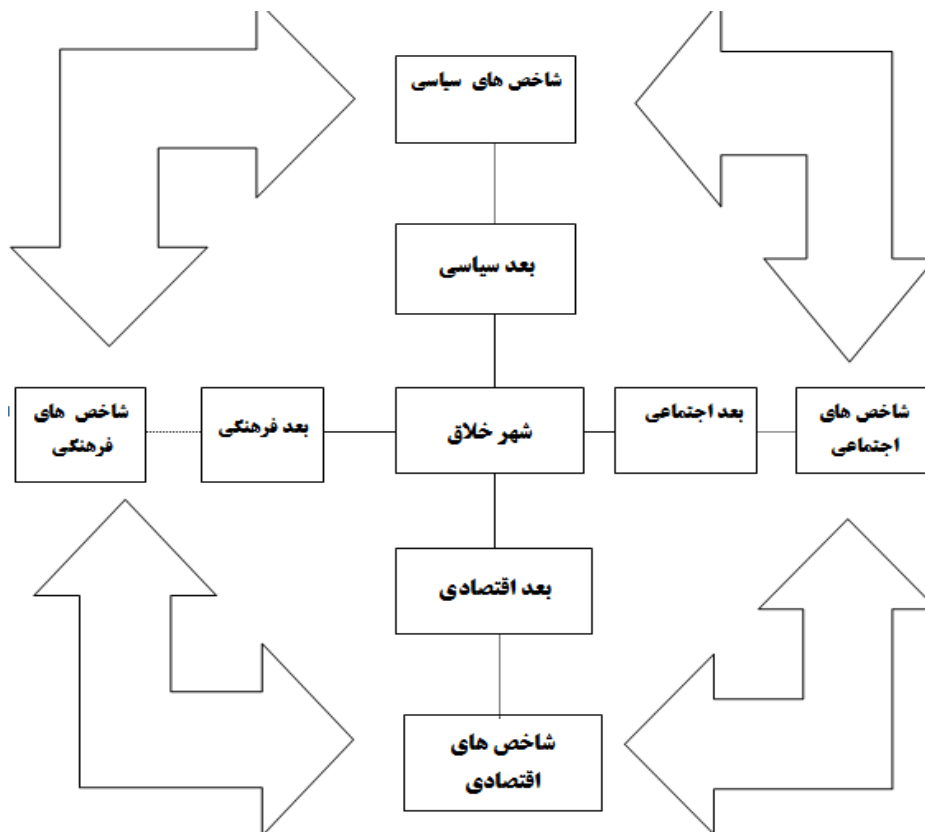 شاخص های سیاسی
بعد سیاسی
شاخص های
اجتماعی
بعد اجتماعی
شهر خلاق
بعد فرهنگی
شاخص های
فرهنگی
بعد اقتصادی
شاخص های
اقتصادی